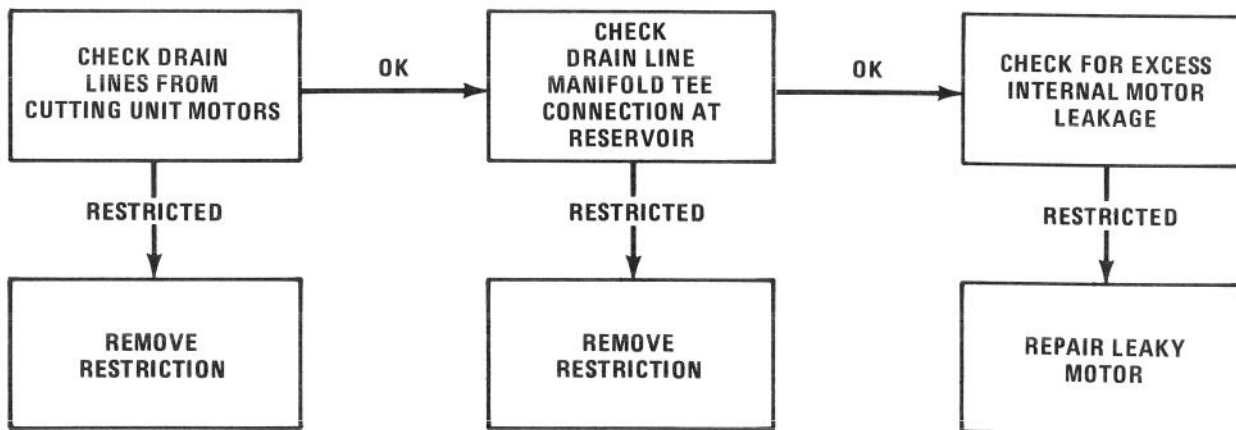 CHECK DRAIN
LINES FROM
CUTTING UNIT MOTORS
OK
CHECK
DRAIN LINE
MANIFOLD TEE
CONNECTION AT
RESERVOIR
OK
CHECK FOR EXCESS
INTERNAL MOTOR
LEAKAGE
RESTRICTED
RESTRICTED
RESTRICTED
REMOVE
RESTRICTION
REMOVE
RESTRICTION
REPAIR LEAKY
MOTOR